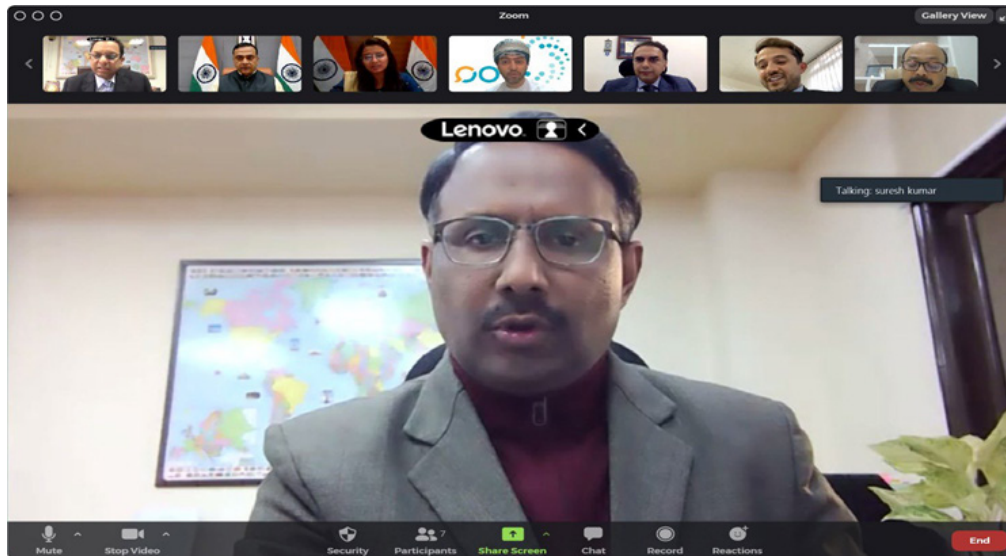 Zoom
Gallery View
Lenovo
Talking: suresh kumar
7
Mute
Stop Video
Security
Participants
Share Screen
Chat
Record
Reactions
End